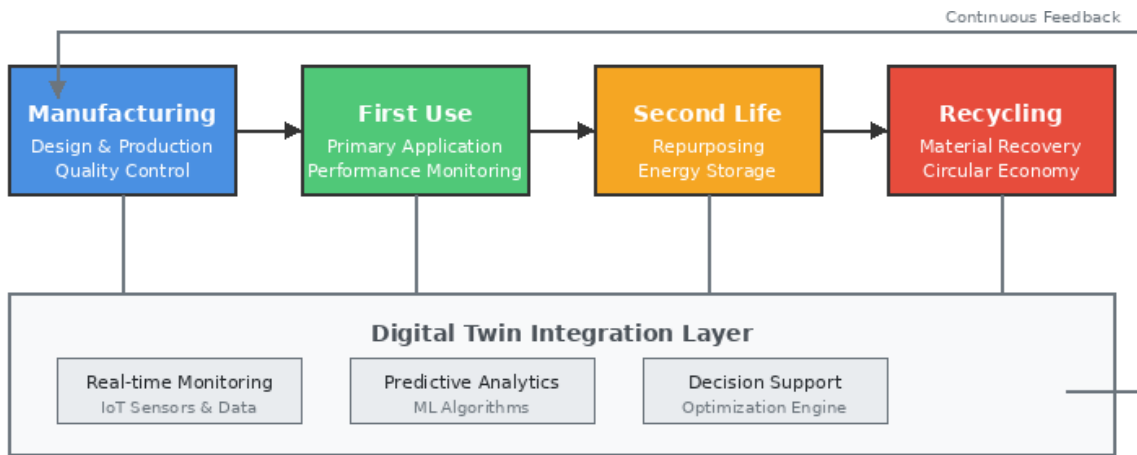 Continuous Feedback
Manufacturing
Design & Production
Quality Control
First Use
Primary Application
Performance Monitoring
Second Life
Repurposing
Energy Storage
Recycling
Material Recovery
Circular Economy
Digital Twin Integration Layer
Real-time Monitoring
IoT Sensors & Data
Predictive Analytics
ML Algorithms
Decision Support
Optimization Engine